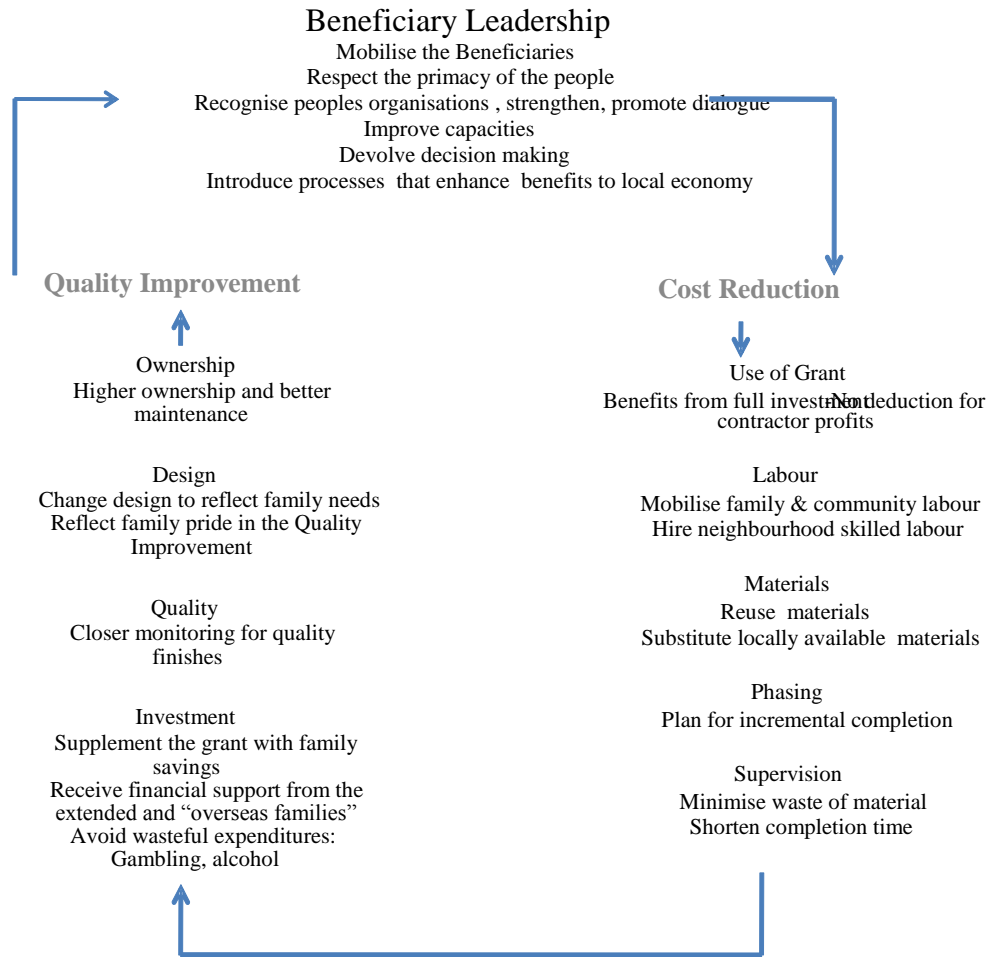 Beneficiary Leadership
Mobilise the Beneficiaries
Respect the primacy of the people
Recognise peoples organisations , strengthen, promote dialogue
Improve capacities
Devolve decision making
Introduce processes that enhance benefits to local economy
Quality Improvement
Ownership
Higher ownership and better
maintenance
Design
Change design to reflect family needs
Reflect family pride in the Quality
Improvement
Quality
Closer monitoring for quality
finishes
Investment
Supplement the grant with family
savings
Receive financial support from the
extended and “overseas families”
Avoid wasteful expenditures:
Gambling, alcohol
Cost Reduction
Use of Grant
Benefits from full investment -No deduction for
contractor profits
Labour
Mobilise family & community labour
Hire neighbourhood skilled labour
Materials
Reuse materials
Substitute locally available materials
Phasing
Plan for incremental completion
Supervision
Minimise waste of material
Shorten completion time